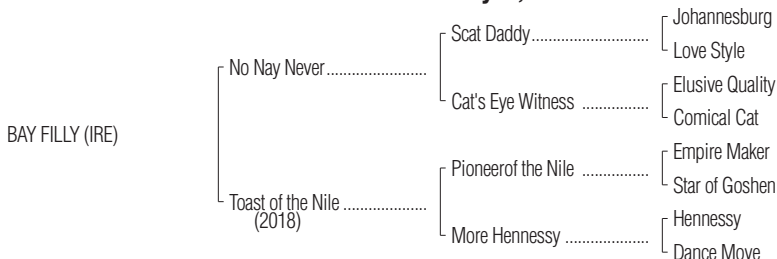 Johannesburg
Scat Daddy
Love Style
No Nay Never
Elusive Quality
Cat's Eye Witness
Comical Cat
BAY FILLY (IRE)
Empire Maker
Pioneerof the Nile
Star of Goshen
Toast of the Nile
(2018)
Hennessy
More Hennessy
Dance Move